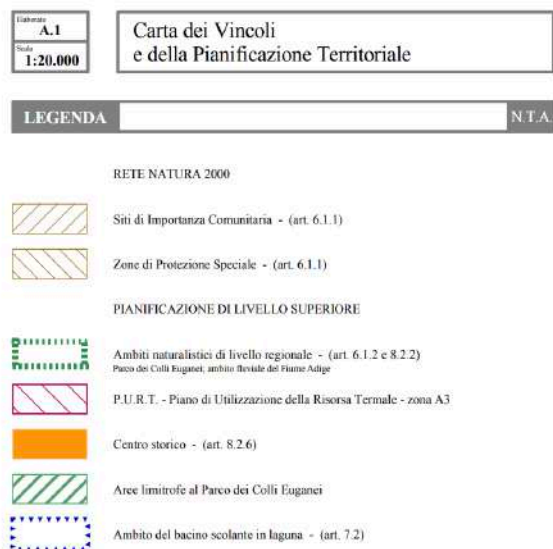 Elaborato
A.1
Scala
1:20.000
Carta dei Vincoli
e della Pianificazione Territoriale
LEGENDA
N.T.A.
RETE NATURA 2000
Siti di Importanza Comunitaria - (art. 6.1.1)
Zone di Protezione Speciale - (art. 6.1.1)
PIANIFICAZIONE DI LIVELLO SUPERIORE
Ambiti naturalistici di livello regionale - (art. 6.1.2 e 8.2.2)
Parco dei Colli Euganei; ambito fluviale del Fiume Adige
P.U.R.T. - Piano di Utilizzazione della Risorsa Termale - zona A3
Centro storico - (art. 8.2.6)
Aree limitrofe al Parco dei Colli Euganei
Ambito del bacino scolante in laguna - (art. 7.2)